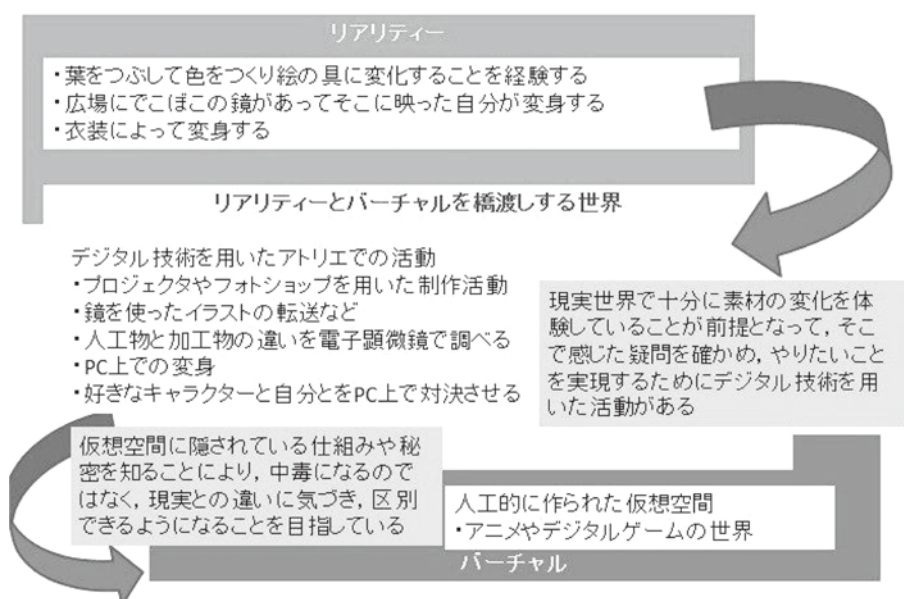 リアリティー
・葉をつぶして色をつくり絵の具に変化することを経験する
・広場にでこぼこの鏡があってそこに映った自分が変身する
・衣装によって変身する
リアリティーとバーチャルを橋渡しする世界
デジタル技術を用いたアトリエでの活動
・プロジェクタやフォトショップを用いた制作活動
・鏡を使ったイラストの転送など
・人工物と加工物の違いを電子顕微鏡で調べる
・PC上での変身
・好きなキャラクターと自分とをPC上で対決させる
現実世界で十分に素材の変化を体
験していることが前提となって，そこ
で感じた疑問を確かめ，やりたいこと
を実現するためにデジタル技術を用
いた活動がある
仮想空間に隠されている仕組みや秘
密を知ることにより，中毒になるので
はなく，現実との違いに気づき，区別
できるようになることを目指している
人工的に作られた仮想空間
・アニメやデジタルゲームの世界
バーチャル